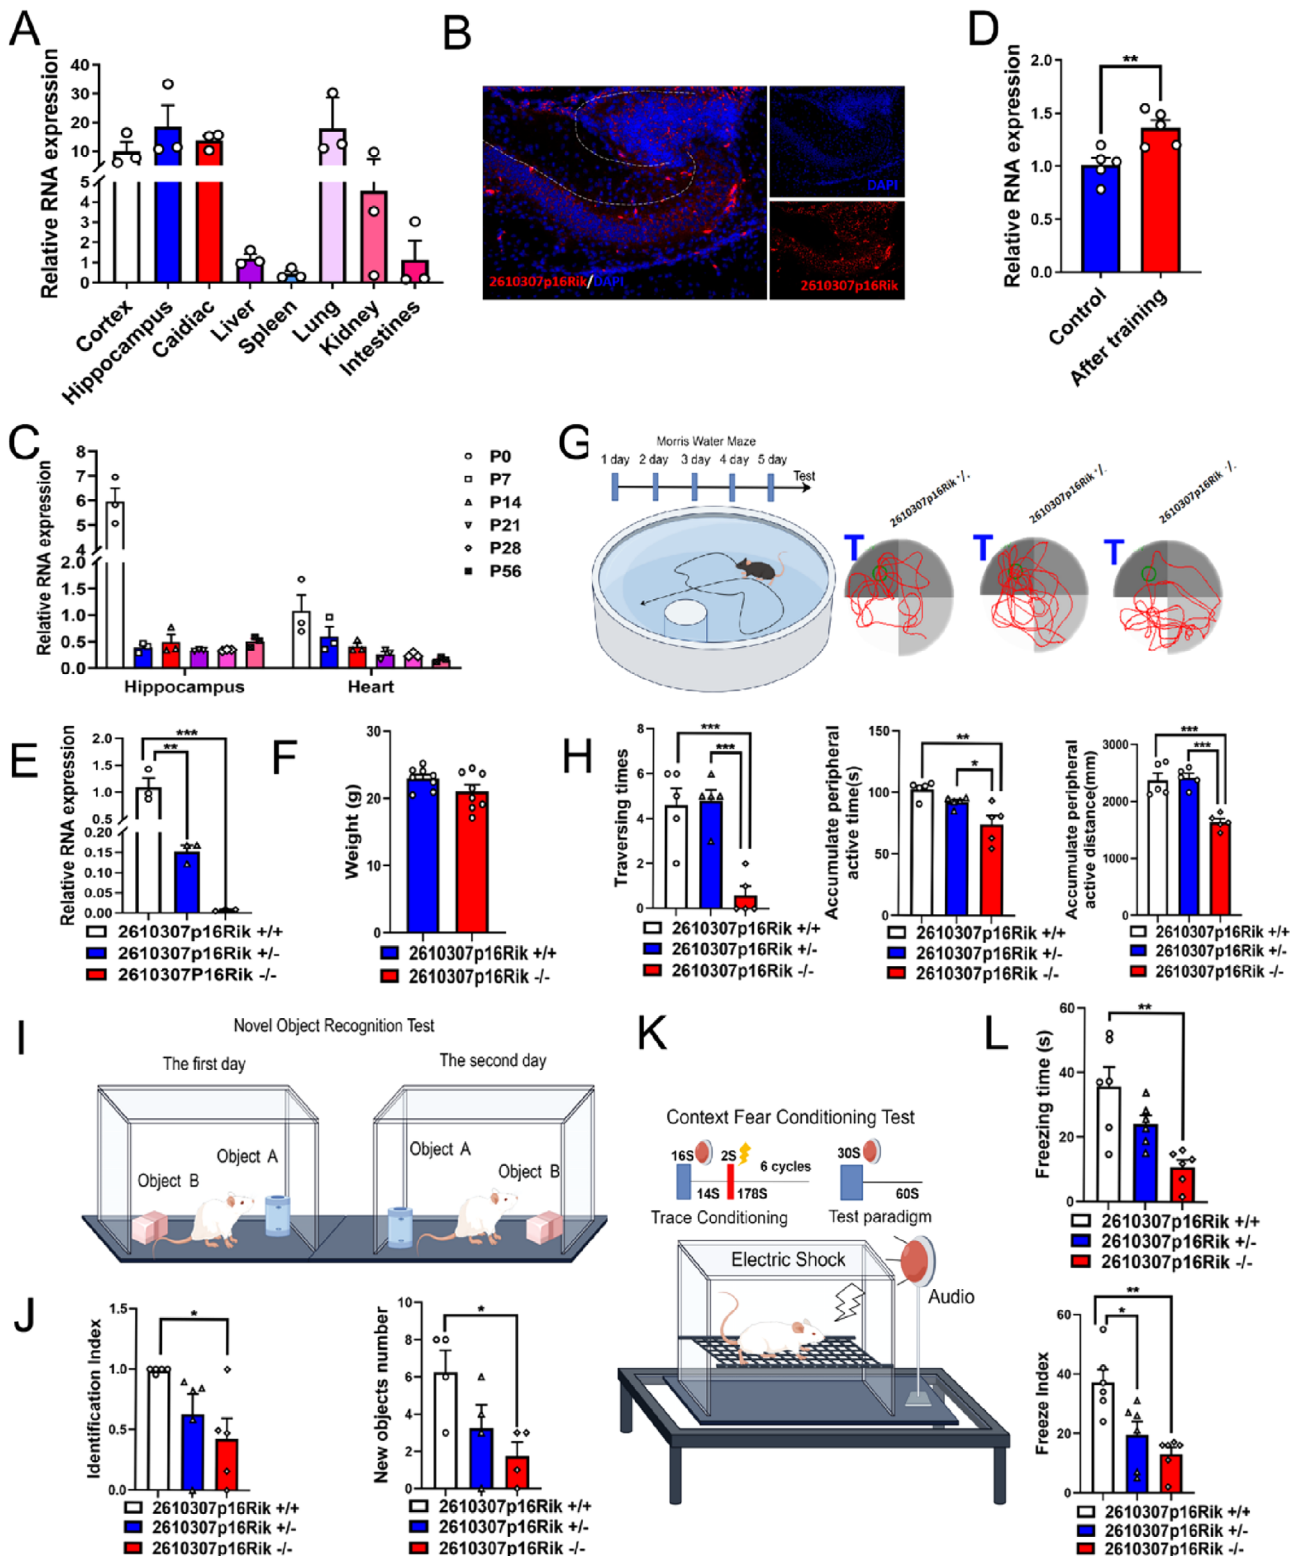 A
Relative RNA expression
40
30
20
10
5
4
3
2
1
0
Cortex
Hippocampus
Caidiac
Liver
Spleen
Lung
Kidney
Intestines
B
2610307p16Rik/DAPI
DAPI
2610307p16Rik
D
Relative RNA expression
2.0
1.5
1.0
0.5
0.0
**
Control
After training
C
Relative RNA expression
8
7
6
5
4
2.0
1.5
1.0
0.5
0.0
Hippocampus
Heart
P0
P7
P14
P21
P28
P56
G
Morris Water Maze
1 day 2 day 3 day 4 day 5 day
Test
T
2610307p16Rik
T
2610307p16Rik
T
2610307p16Rik
E
Relative RNA expression
2.0
1.5
1.0
0.5
0.20
0.15
0.10
0.05
0.00
***
**
2610307p16Rik +/+
2610307p16Rik +/-
2610307P16Rik -/-
F
Weight (g)
30
20
10
0
2610307p16Rik +/+
2610307p16Rik -/-
H
Traversing times
8
6
4
2
0
***
***
2610307p16Rik +/+
2610307p16Rik +/-
2610307p16Rik -/-
Accumulate peripheral
active time(s)
150
100
50
0
**
*
2610307p16Rik +/+
2610307p16Rik +/-
2610307p16Rik -/-
Accumulate peripheral
active distance(mm)
3000
2000
1000
0
***
***
2610307p16Rik +/+
2610307p16Rik +/-
2610307p16Rik -/-
I
Novel Object Recognition Test
The first day
The second day
Object A
Object B
Object A
Object B
J
Identification Index
1.5
1.0
0.5
0.0
*
2610307p16Rik +/+
2610307p16Rik +/-
2610307p16Rik -/-
New objects number
10
8
6
4
2
0
*
2610307p16Rik +/+
2610307p16Rik +/-
2610307p16Rik -/-
K
Context Fear Conditioning Test
16S
2S
6 cycles
14S
178S
Trace Conditioning
30S
60S
Test paradigm
Electric Shock
Audio
L
Freezing time (s)
60
40
20
0
**
2610307p16Rik +/+
2610307p16Rik +/-
2610307p16Rik -/-
Freeze Index
60
40
20
0
**
*
2610307p16Rik +/+
2610307p16Rik +/-
2610307p16Rik -/-